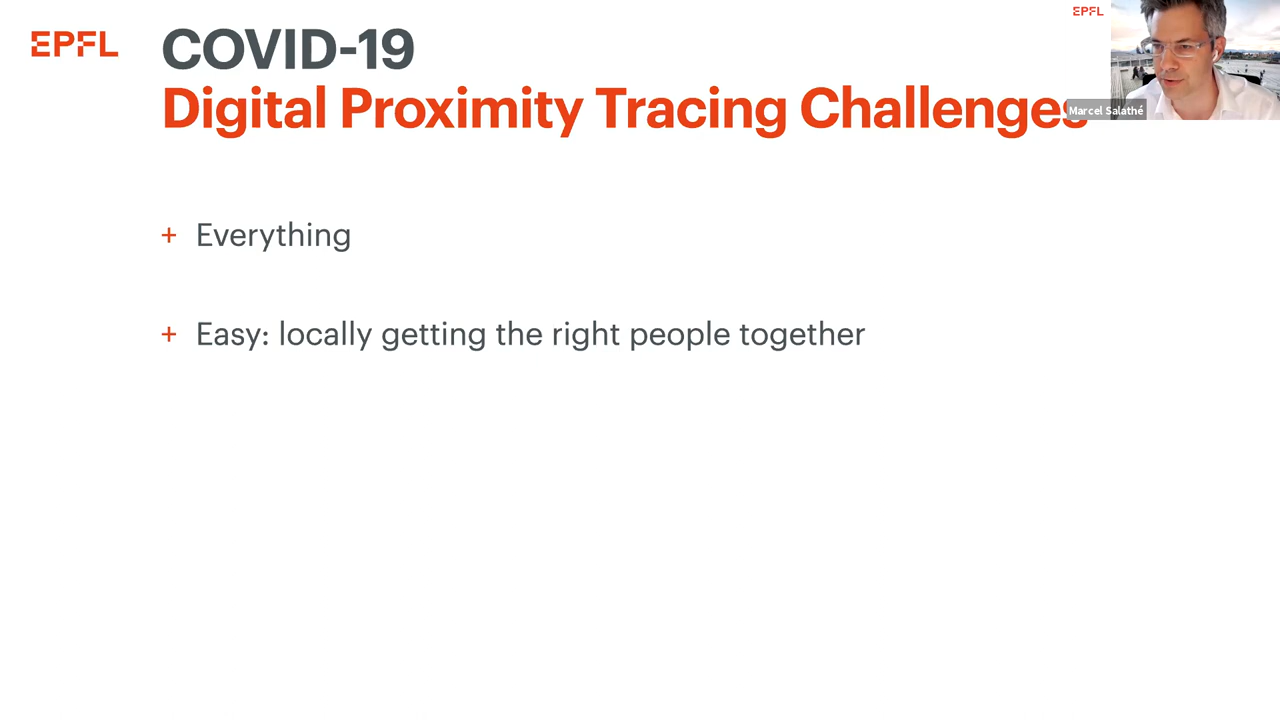 EPFL
COVID-19
Digital Proximity Tracing Challenges
EPFL
Marcel Salathé
+ Everything
+ Easy: locally getting the right people together